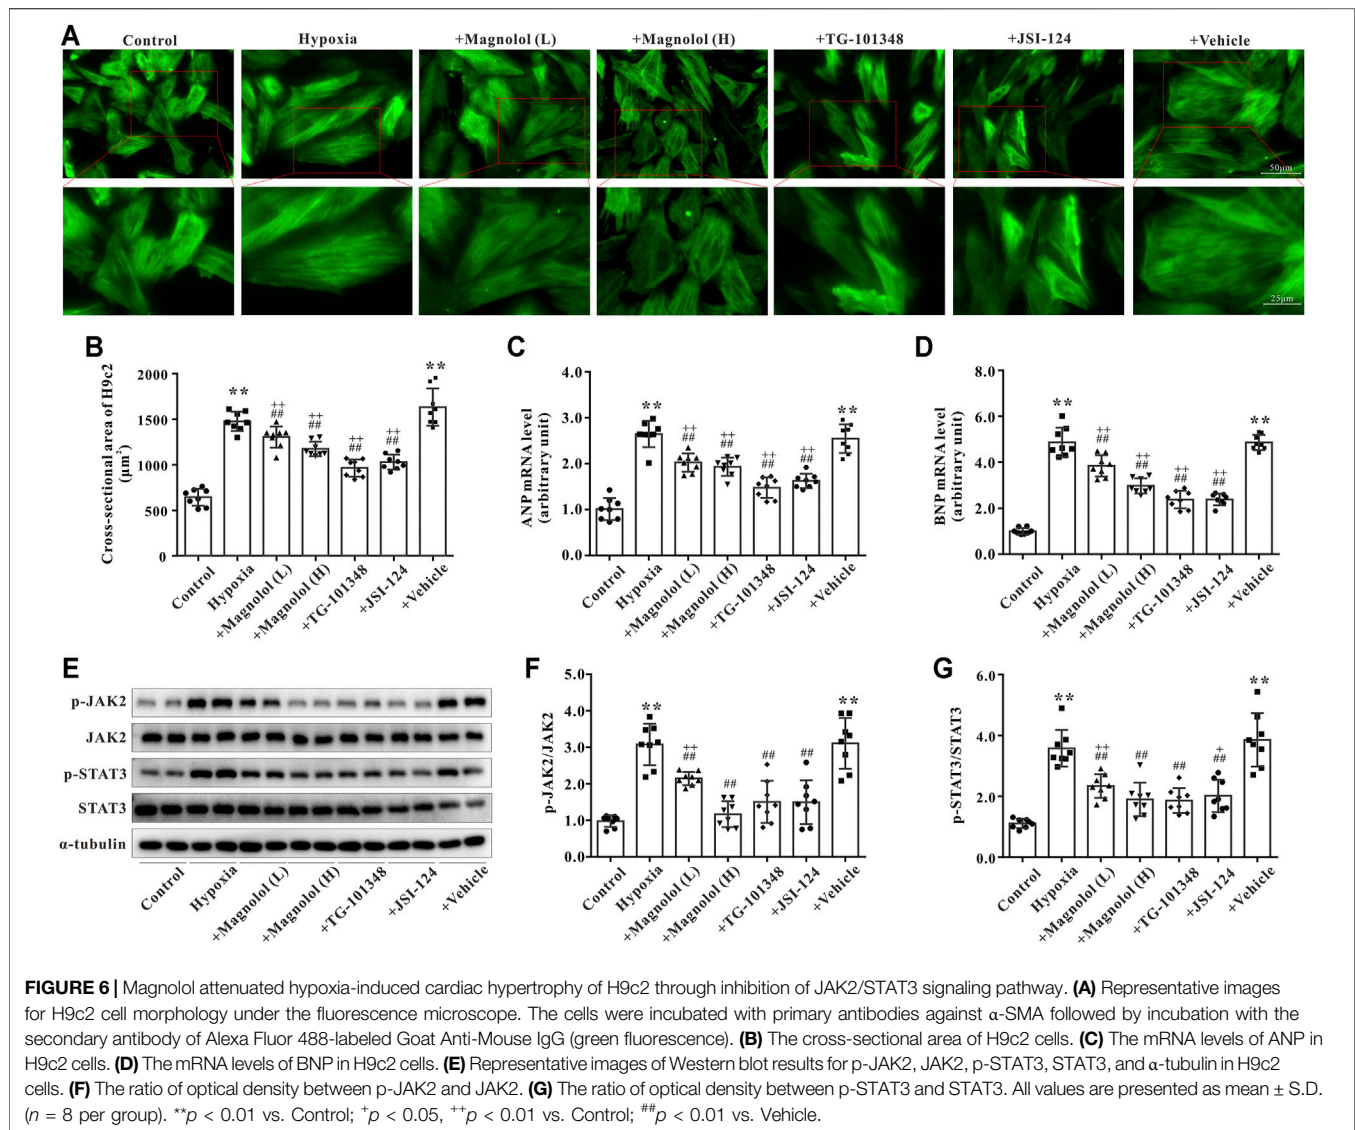 A
Control Hypoxia +Magnolol (L) +Magnolol (H) +TG-101348 +JSI-124 +Vehicle
50μm
25μm
B
Cross-sectional area of H9c2
(μm²)
2000
1500
1000
500
0
**
++
##
++
##
++
##
++
##
**
Control Hypoxia +Magnolol (L) +Magnolol (H) +TG-101348 +JSI-124 +Vehicle
C
ANP mRNA level
(arbitrary unit)
4.0
3.0
2.0
1.0
0.0
**
++
##
++
##
++
##
++
##
**
Control Hypoxia +Magnolol (L) +Magnolol (H) +TG-101348 +JSI-124 +Vehicle
D
BNP mRNA level
(arbitrary unit)
8.0
6.0
4.0
2.0
0.0
**
++
##
++
##
++
##
++
##
**
Control Hypoxia +Magnolol (L) +Magnolol (H) +TG-101348 +JSI-124 +Vehicle
E
p-JAK2
JAK2
p-STAT3
STAT3
α-tubulin
Control Hypoxia +Magnolol (L) +Magnolol (H) +TG-101348 +JSI-124 +Vehicle
F
p-JAK2/JAK2
5.0
4.0
3.0
2.0
1.0
0.0
**
++
##
##
##
##
**
Control Hypoxia +Magnolol (L) +Magnolol (H) +TG-101348 +JSI-124 +Vehicle
G
p-STAT3/STAT3
6.0
4.0
2.0
0.0
**
++
##
##
##
+
##
**
Control Hypoxia +Magnolol (L) +Magnolol (H) +TG-101348 +JSI-124 +Vehicle
FIGURE 6 | Magnolol attenuated hypoxia-induced cardiac hypertrophy of H9c2 through inhibition of JAK2/STAT3 signaling pathway. (A) Representative images
for H9c2 cell morphology under the fluorescence microscope. The cells were incubated with primary antibodies against α-SMA followed by incubation with the
secondary antibody of Alexa Fluor 488-labeled Goat Anti-Mouse IgG (green fluorescence). (B) The cross-sectional area of H9c2 cells. (C) The mRNA levels of ANP in
H9c2 cells. (D) The mRNA levels of BNP in H9c2 cells. (E) Representative images of Western blot results for p-JAK2, JAK2, p-STAT3, STAT3, and α-tubulin in H9c2
cells. (F) The ratio of optical density between p-JAK2 and JAK2. (G) The ratio of optical density between p-STAT3 and STAT3. All values are presented as mean ± S.D.
(n = 8 per group). **p < 0.01 vs. Control; +p < 0.05, ++p < 0.01 vs. Control; ##p < 0.01 vs. Vehicle.